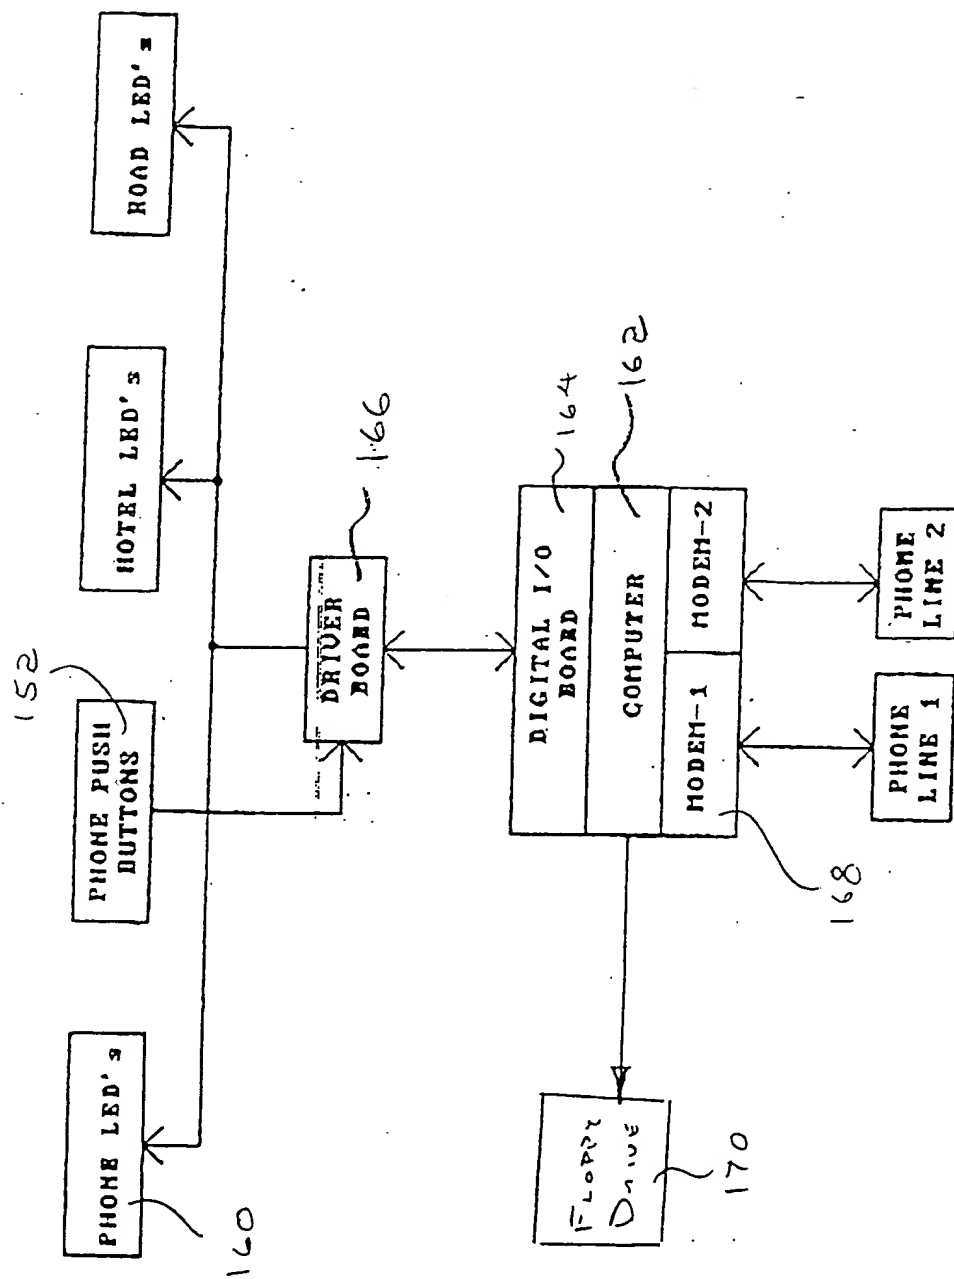 152
PHONE LED's
PHONE PUSH
BUTTONS
HOTEL LED's
ROAD LED's
160
DRIVER
BOARD
166
FLOPPY
DRIVE
170
DIGITAL I/O
BOARD
164
COMPUTER
162
MODEM-1
MODEM-2
168
PHONE
LINE 1
PHONE
LINE 2